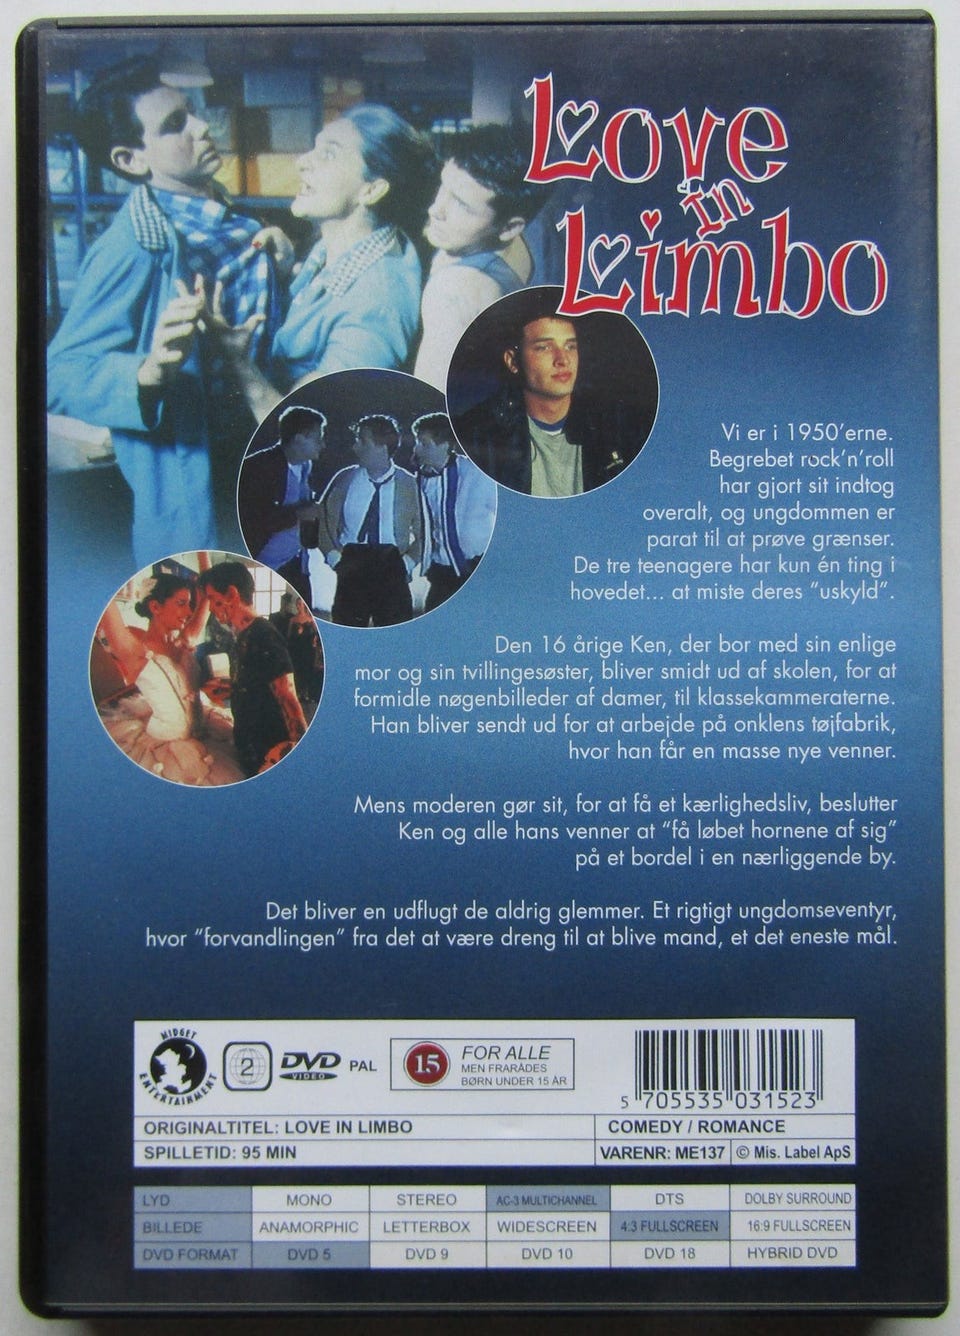 Love
in
Limbo
Vi er i 1950'erne.
Begrebet rock'n'roll
har gjort sit indtog
overalt, og ungdommen er
parat til at prøve grænser.
De tre teenagere har kun én ting i
hovedet... at miste deres "uskyld".
Den 16 årige Ken, der bor med sin enlige
mor og sin tvillingesøster, bliver smidt ud af skolen, for at
formidle nøgenbilleder af damer, til klassekammeraterne.
Han bliver sendt ud for at arbejde på onklens tøjfabrik,
hvor han får en masse nye venner.
Mens moderen gør sit, for at få et kærlighedsliv, beslutter
Ken og alle hans venner at "få løbet hornene af sig"
på et bordel i en nærliggende by.
Det bliver en udflugt de aldrig glemmer. Et rigtigt ungdomseventyr,
hvor "forvandlingen" fra det at være dreng til at blive mand, et det eneste mål.
MIDGET
ENTERTAINMENT
2
DVD
VIDEO
PAL
15
FOR ALLE
MEN FRARÅDES
BØRN UNDER 15 ÅR
5 705535 031523
ORIGINALTITEL: LOVE IN LIMBO
COMEDY / ROMANCE
SPILLETID: 95 MIN
VARENR: ME137
© Mis. Label ApS
LYD MONO STEREO AC-3 MULTICHANNEL DTS DOLBY SURROUND
BILLEDE ANAMORPHIC LETTERBOX WIDESCREEN 4:3 FULLSCREEN 16:9 FULLSCREEN
DVD FORMAT DVD 5 DVD 9 DVD 10 DVD 18 HYBRID DVD